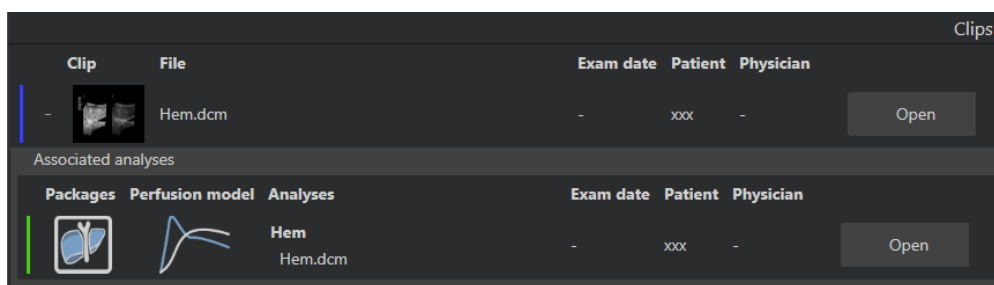 Clips
Clip File Exam date Patient Physician
- Hem.dcm - xxx - Open
Associated analyses
Packages Perfusion model Analyses Exam date Patient Physician
Hem
Hem.dcm - xxx - Open